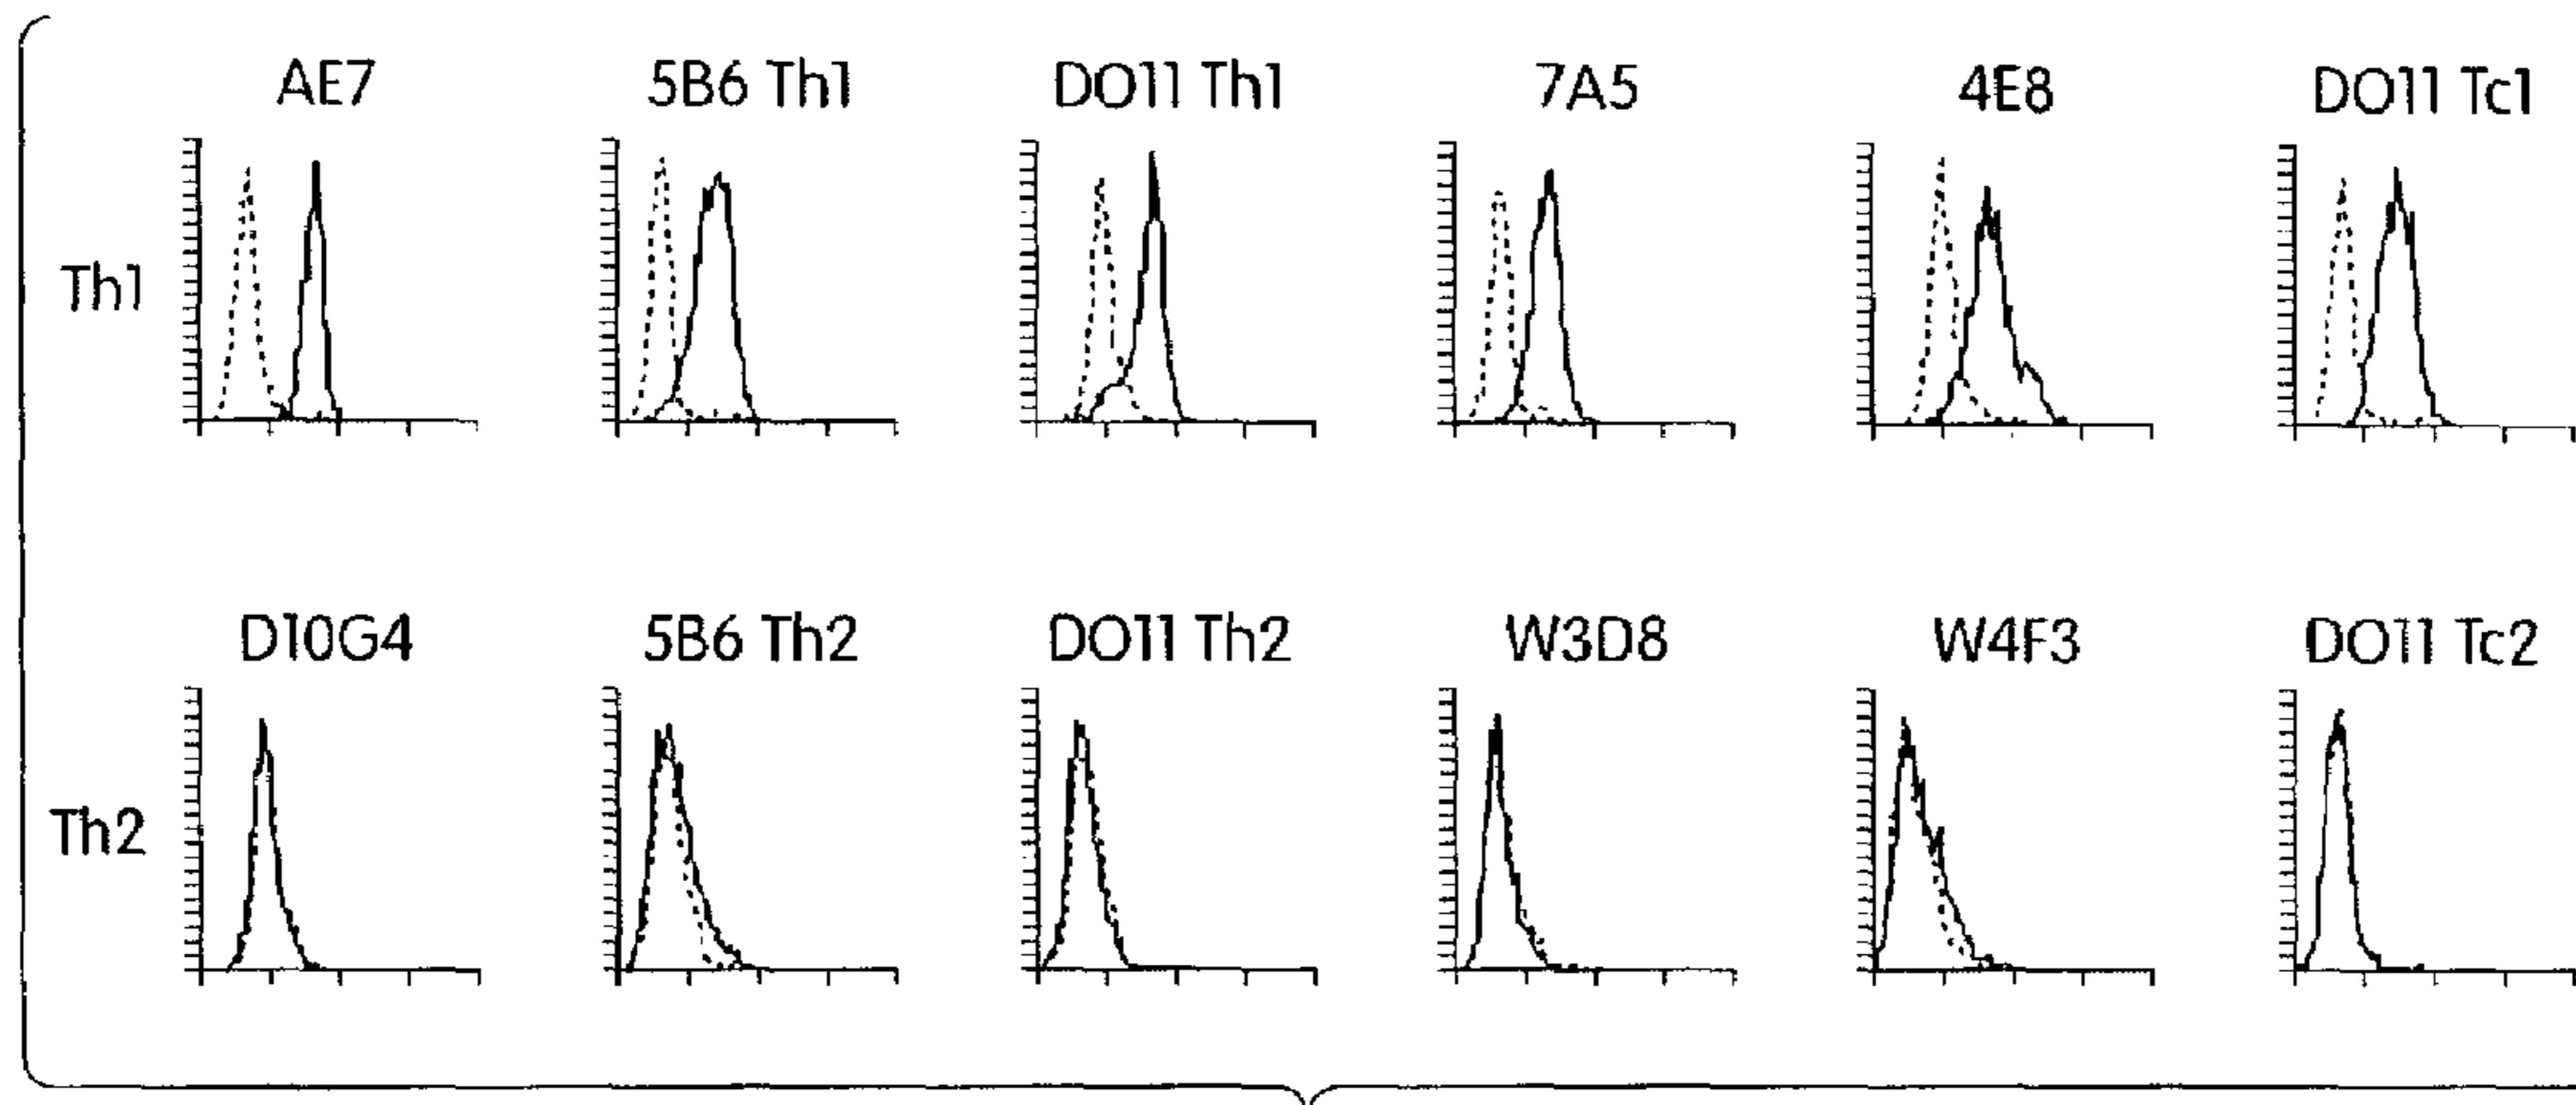 AE7 5B6 Th1 DO11 Th1 7A5 4E8 DO11 Tc1
Th1
D10G4 5B6 Th2 DO11 Th2 W3D8 W4F3 DO11 Tc2
Th2